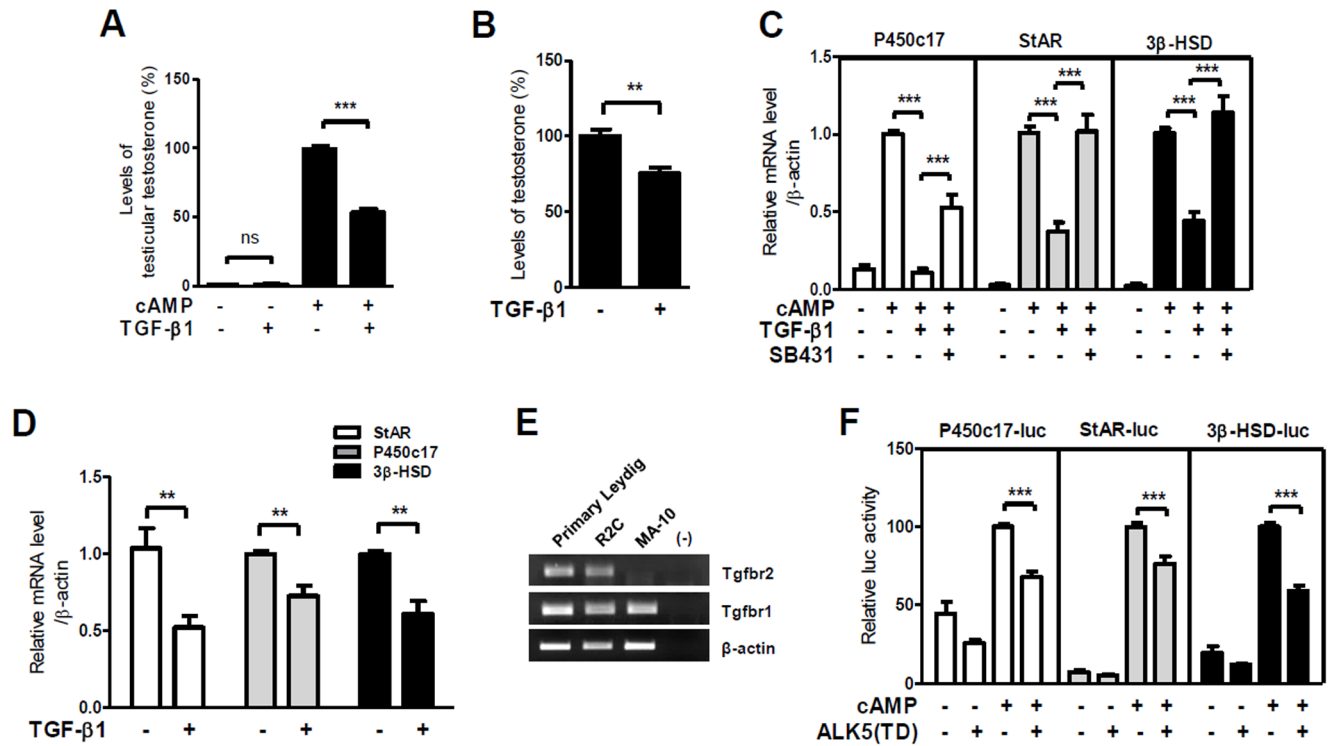 A
Levels of
testicular testosterone (%)
150
100
50
0
ns
***
cAMP - - + +
TGF-β1 - + - +
B
Levels of testosterone (%)
150
100
50
0
**
TGF-β1 - +
C
P450c17 StAR 3β-HSD
Relative mRNA level
/β-actin
1.5
1.0
0.5
0.0
*** *** *** *** *** ***
cAMP - + + + - + + + - + + +
TGF-β1 - - + + - - + + - - + +
SB431 - - - + - - - + - - - +
D
StAR
P450c17
3β-HSD
Relative mRNA level
/β-actin
1.5
1.0
0.5
0.0
** ** **
TGF-β1 - + - + - +
E
Primary Leydig
R2C
MA-10
(-)
Tgfbr2
Tgfbr1
β-actin
F
P450c17-luc StAR-luc 3β-HSD-luc
Relative luc activity
150
100
50
0
*** *** ***
cAMP - - + + - - + + - - + +
ALK5(TD) - + - + - + - + - + - +